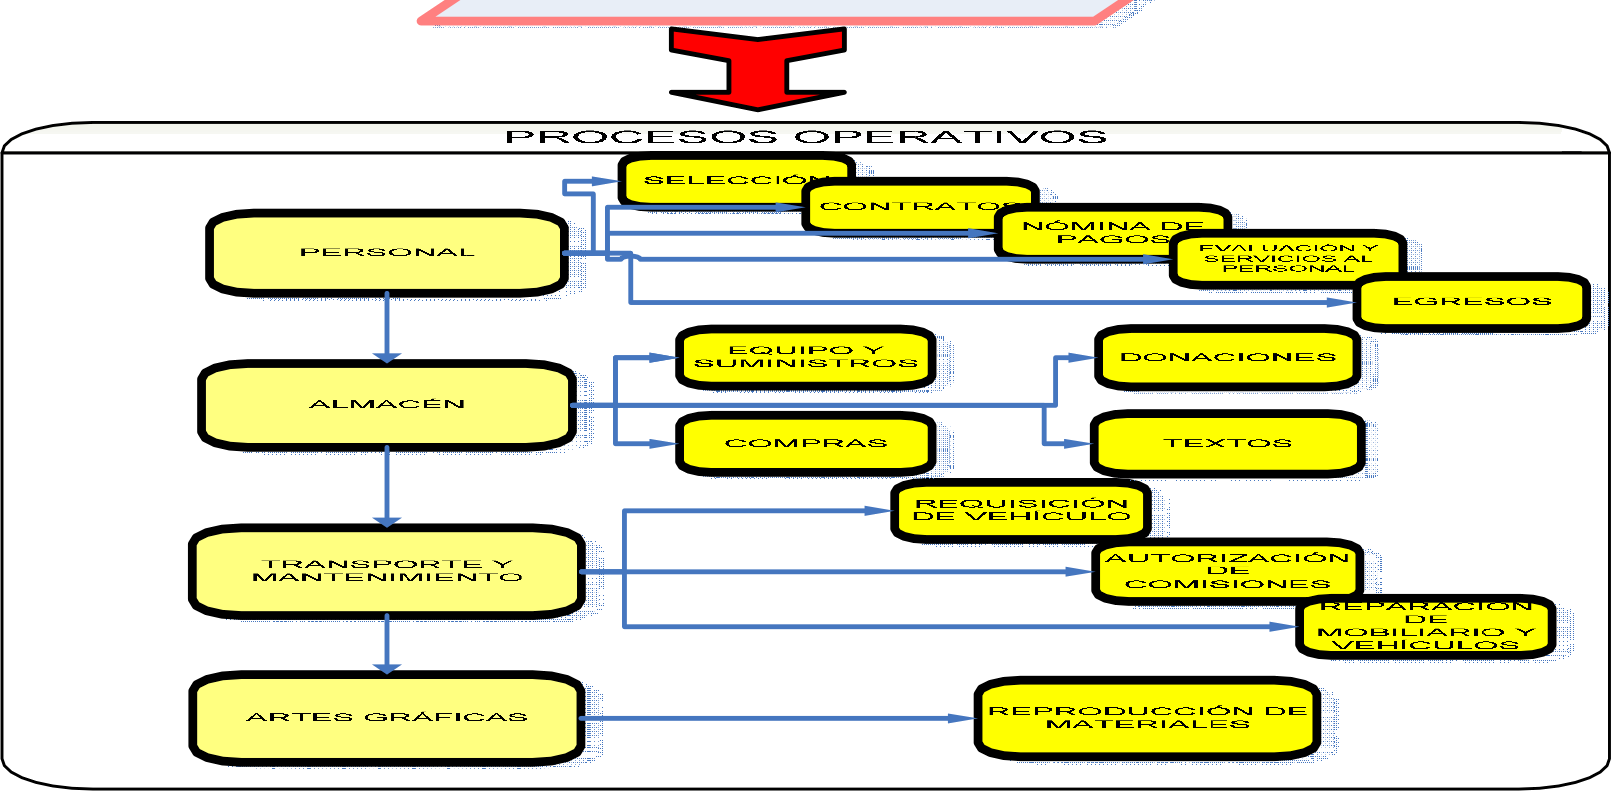 PROCESOS OPERATIVOS
SELECCIÓN
CONTRATOS
NÓMINA DE
PAGOS
EVALUACIÓN Y
SERVICIOS AL
PERSONAL
EGRESOS
PERSONAL
EQUIPO Y
SUMINISTROS
DONACIONES
ALMACÉN
COMPRAS
TEXTOS
REQUISICIÓN
DE VEHÍCULO
TRANSPORTE Y
MANTENIMIENTO
AUTORIZACIÓN
DE
COMISIONES
REPARACIÓN
DE
MOBILIARIO Y
VEHÍCULOS
ARTES GRÁFICAS
REPRODUCCIÓN DE
MATERIALES